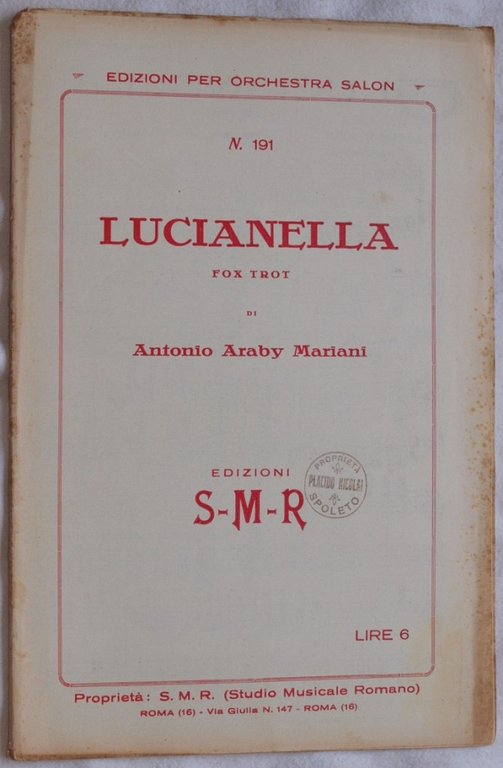 EDIZIONI PER ORCHESTRA SALON
N. 191
LUCIANELLA
FOX TROT
DI
Antonio Araby Mariani
EDIZIONI
S-M-R
PROPRIETÀ
PLACIDO NICOLAI
SPOLETO
LIRE 6
Proprietà: S. M. R. (Studio Musicale Romano)
ROMA (16) - Via Giulia N. 147 - ROMA (16)